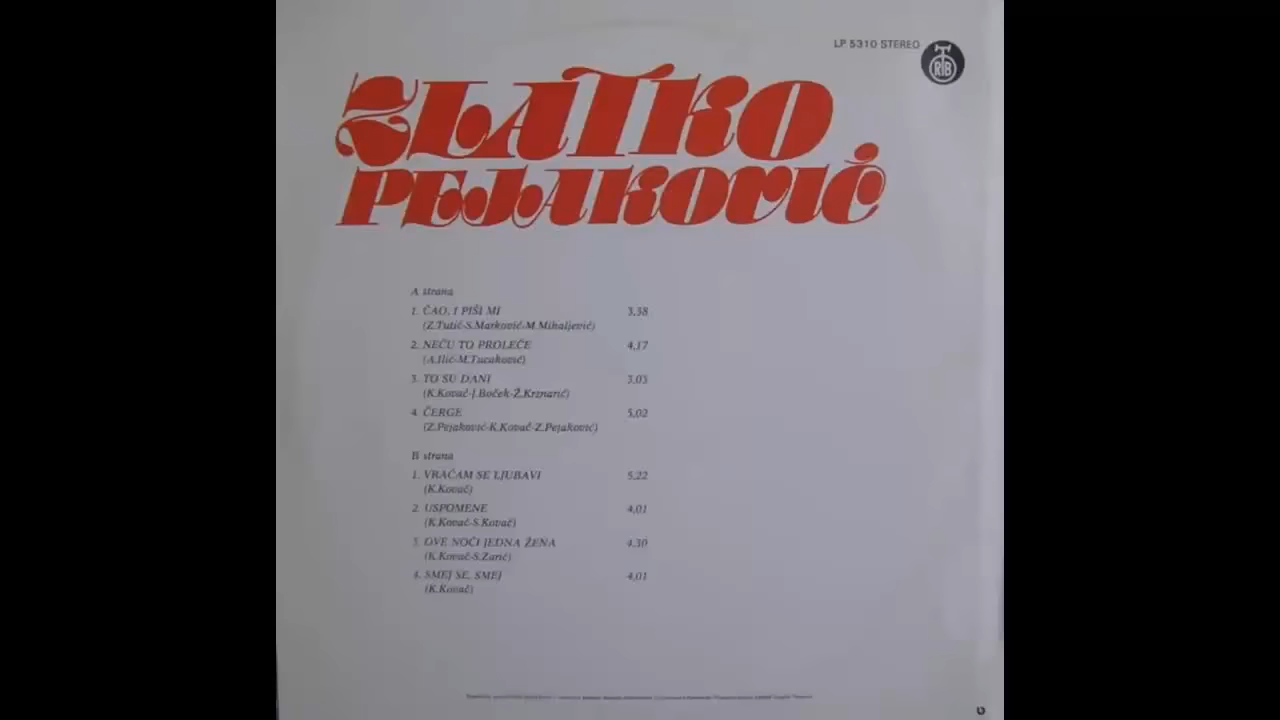 LP 5310 STEREO
RTB
ZLATKO
PEJAKOVIČ
A strana
1. ČAO, I PIŠI MI 3,38
(Z.Tutić-S.Marković-M.Mihaljević)
2. NEĆU TO PROLEĆE 4,17
(A.Ilić-M.Tucaković)
3. TO SU DANI 3,03
(K.Kovač-J.Boček-Ž.Krznarić)
4. ČERGE 5,02
(Z.Pejaković-K.Kovač-Z.Pejaković)
B strana
1. VRAĆAM SE LJUBAVI 5,22
(K.Kovač)
2. USPOMENE 4,01
(K.Kovač-S.Kovač)
3. OVE NOĆI JEDNA ŽENA 4,30
(K.Kovač-S.Zarić)
4. SMEJ SE, SMEJ 4,01
(K.Kovač)